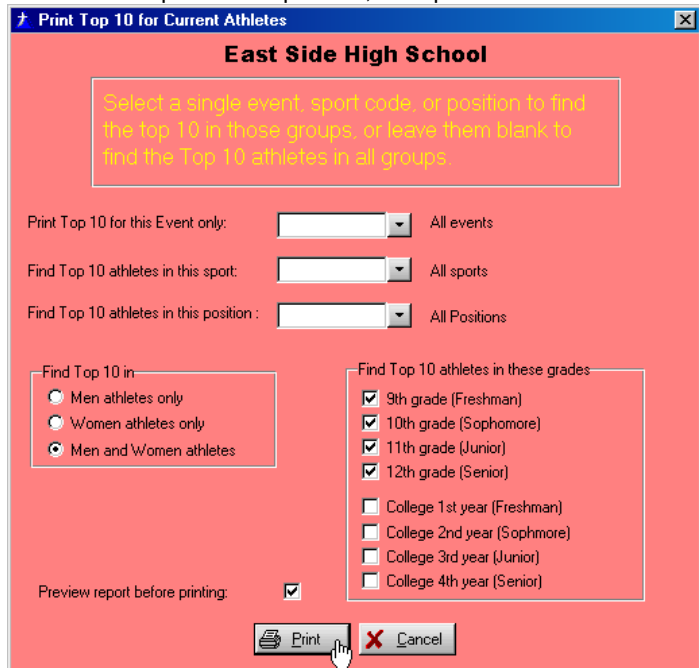 Print Top 10 for Current Athletes
East Side High School
Select a single event, sport code, or position to find
the top 10 in those groups, or leave them blank to
find the Top 10 athletes in all groups.
Print Top 10 for this Event only:
All events
Find Top 10 athletes in this sport:
All sports
Find Top 10 athletes in this position :
All Positions
Find Top 10 in
Men athletes only
Women athletes only
Men and Women athletes
Find Top 10 athletes in these grades
9th grade (Freshman)
10th grade (Sophomore)
11th grade (Junior)
12th grade (Senior)
College 1st year (Freshman)
College 2nd year (Sophmore)
College 3rd year (Junior)
College 4th year (Senior)
Preview report before printing:
Print
Cancel